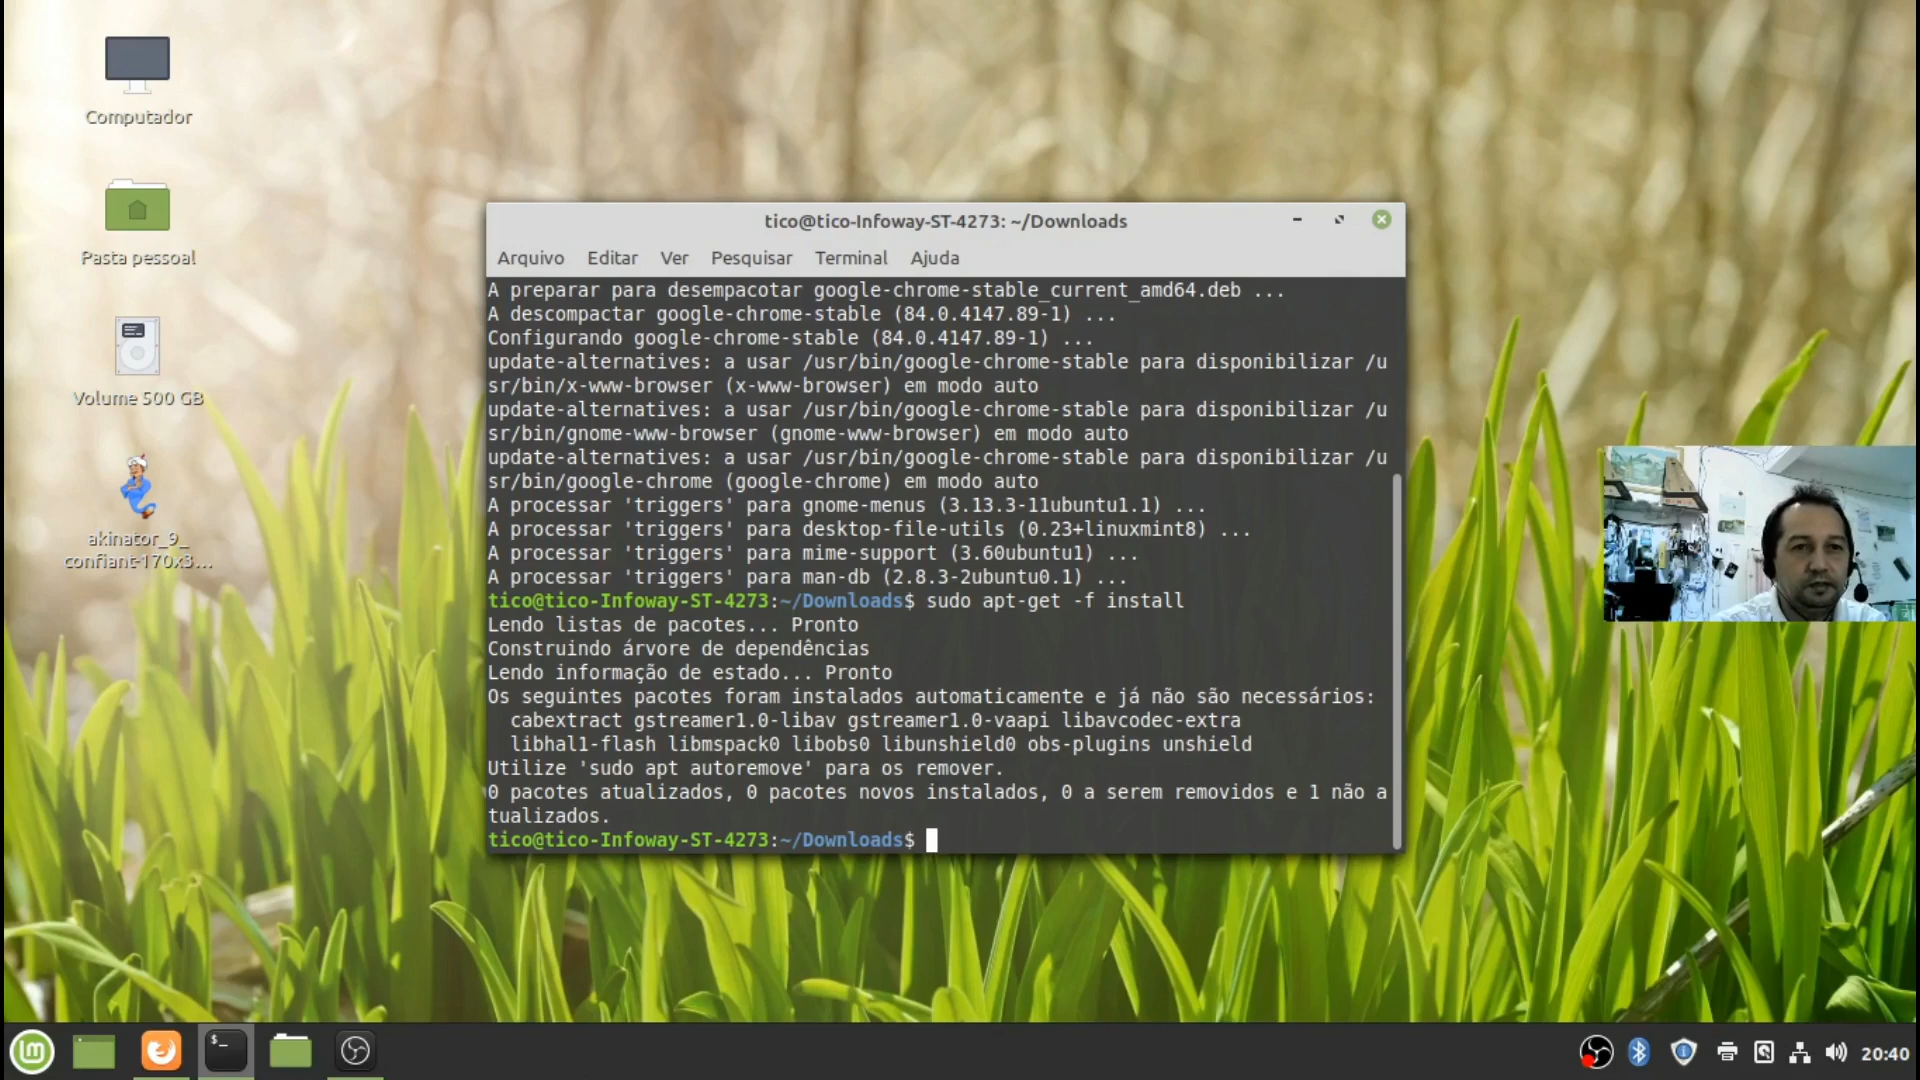 Computador
Pasta pessoal
Volume 500 GB
akinator_9_
confiant-170x3...
tico@tico-Infoway-ST-4273: ~/Downloads
Arquivo Editar Ver Pesquisar Terminal Ajuda
A preparar para desempacotar google-chrome-stable_current_amd64.deb ...
A descompactar google-chrome-stable (84.0.4147.89-1) ...
Configurando google-chrome-stable (84.0.4147.89-1) ...
update-alternatives: a usar /usr/bin/google-chrome-stable para disponibilizar /u
sr/bin/x-www-browser (x-www-browser) em modo auto
update-alternatives: a usar /usr/bin/google-chrome-stable para disponibilizar /u
sr/bin/gnome-www-browser (gnome-www-browser) em modo auto
update-alternatives: a usar /usr/bin/google-chrome-stable para disponibilizar /u
sr/bin/google-chrome (google-chrome) em modo auto
A processar 'triggers' para gnome-menus (3.13.3-11ubuntu1.1) ...
A processar 'triggers' para desktop-file-utils (0.23+linuxmint8) ...
A processar 'triggers' para mime-support (3.60ubuntu1) ...
A processar 'triggers' para man-db (2.8.3-2ubuntu0.1) ...
tico@tico-Infoway-ST-4273:~/Downloads$ sudo apt-get -f install
Lendo listas de pacotes... Pronto
Construindo árvore de dependências
Lendo informação de estado... Pronto
Os seguintes pacotes foram instalados automaticamente e já não são necessários:
cabextract gstreamer1.0-libav gstreamer1.0-vaapi libavcodec-extra
libhal1-flash libmspack0 libobs0 libunshield0 obs-plugins unshield
Utilize 'sudo apt autoremove' para os remover.
0 pacotes atualizados, 0 pacotes novos instalados, 0 a serem removidos e 1 não a
tualizados.
tico@tico-Infoway-ST-4273:~/Downloads$
$_
20:40